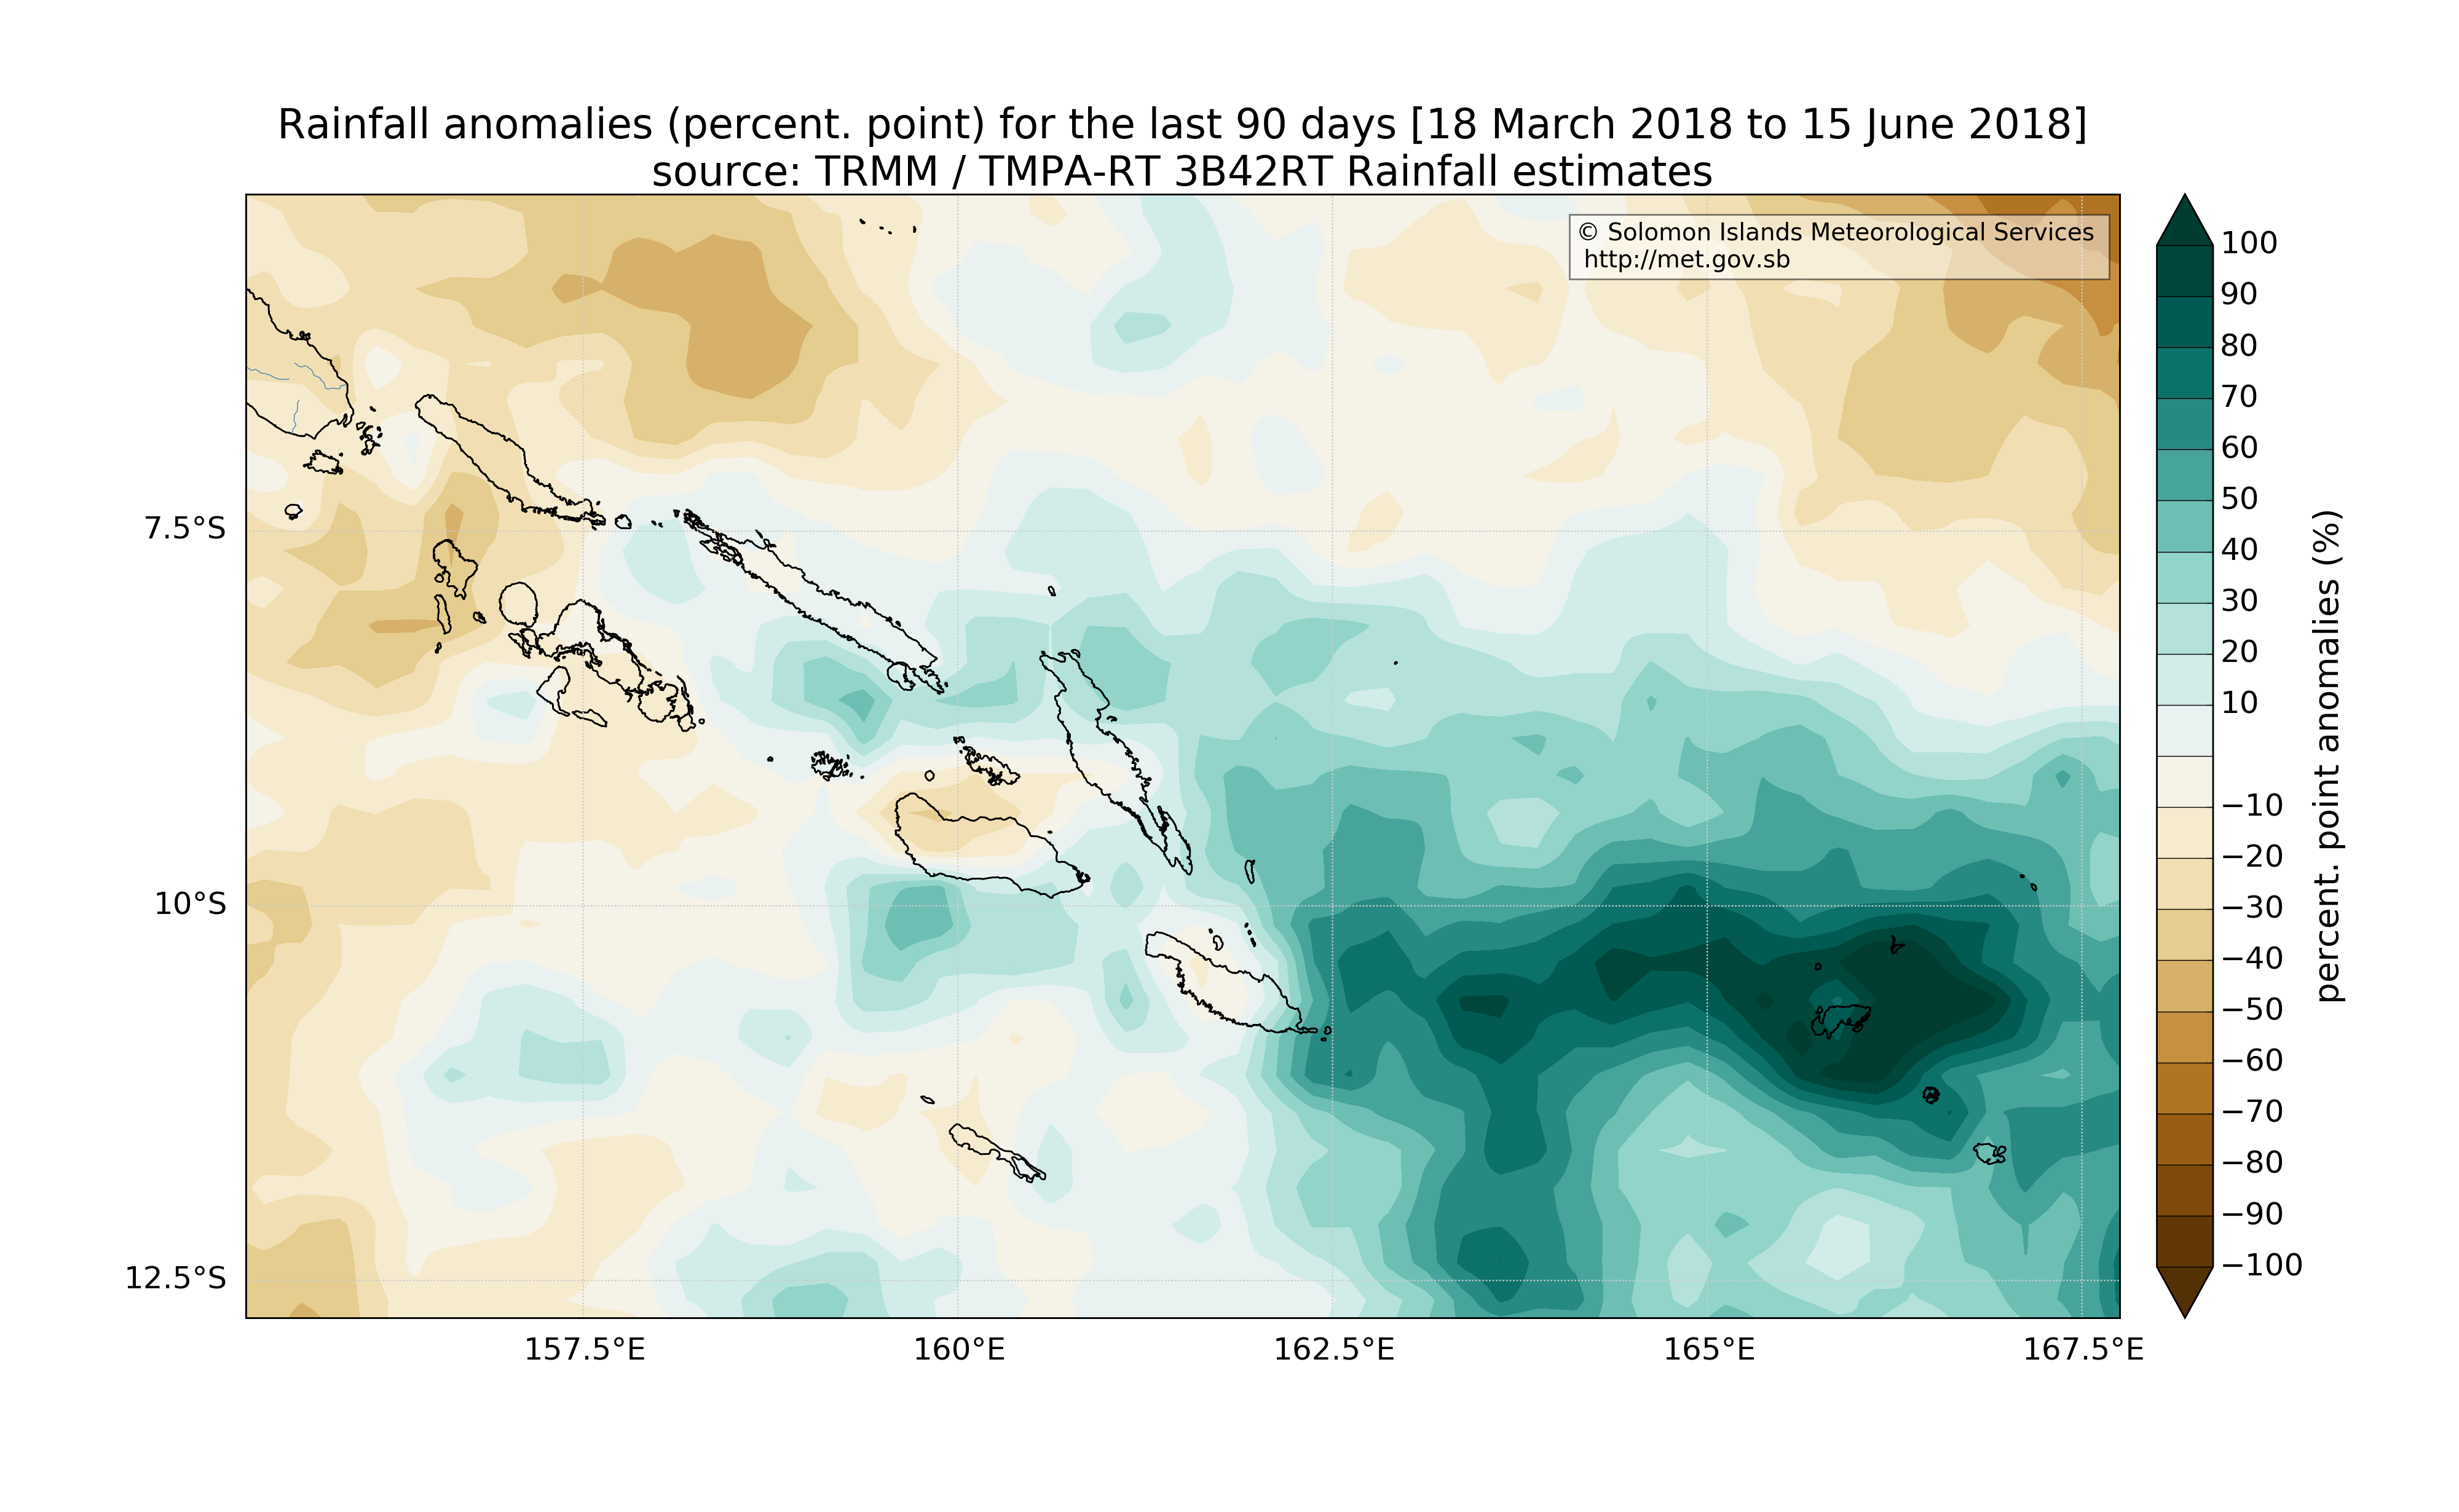 Rainfall anomalies (percent. point) for the last 90 days [18 March 2018 to 15 June 2018]
source: TRMM / TMPA-RT 3B42RT Rainfall estimates
© Solomon Islands Meteorological Services
http://met.gov.sb
7.5°S
10°S
12.5°S
157.5°E
160°E
162.5°E
165°E
167.5°E
100
90
80
70
60
50
40
30
20
10
−10
−20
−30
−40
−50
−60
−70
−80
−90
−100
percent. point anomalies (%)